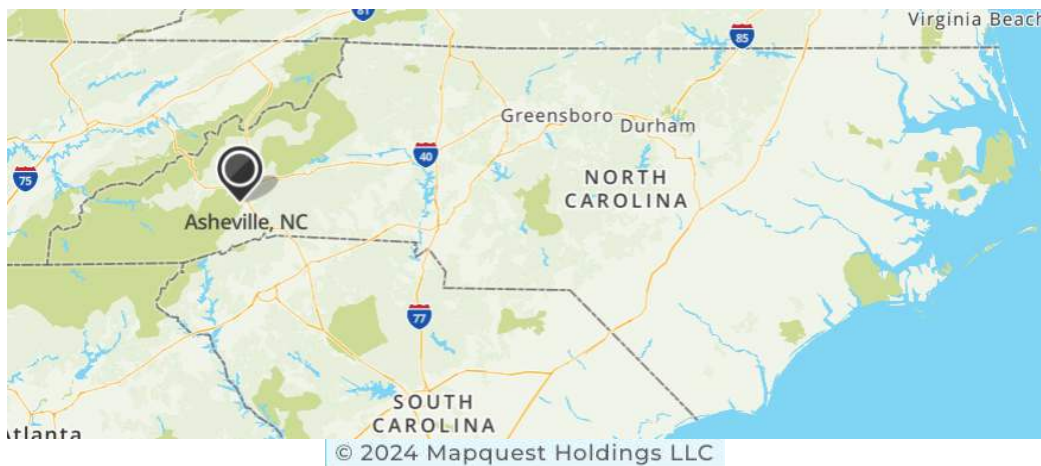 81
Virginia Beach
85
Greensboro
Durham
40
75
NORTH
CAROLINA
Asheville, NC
77
SOUTH
CAROLINA
Atlanta
© 2024 Mapquest Holdings LLC